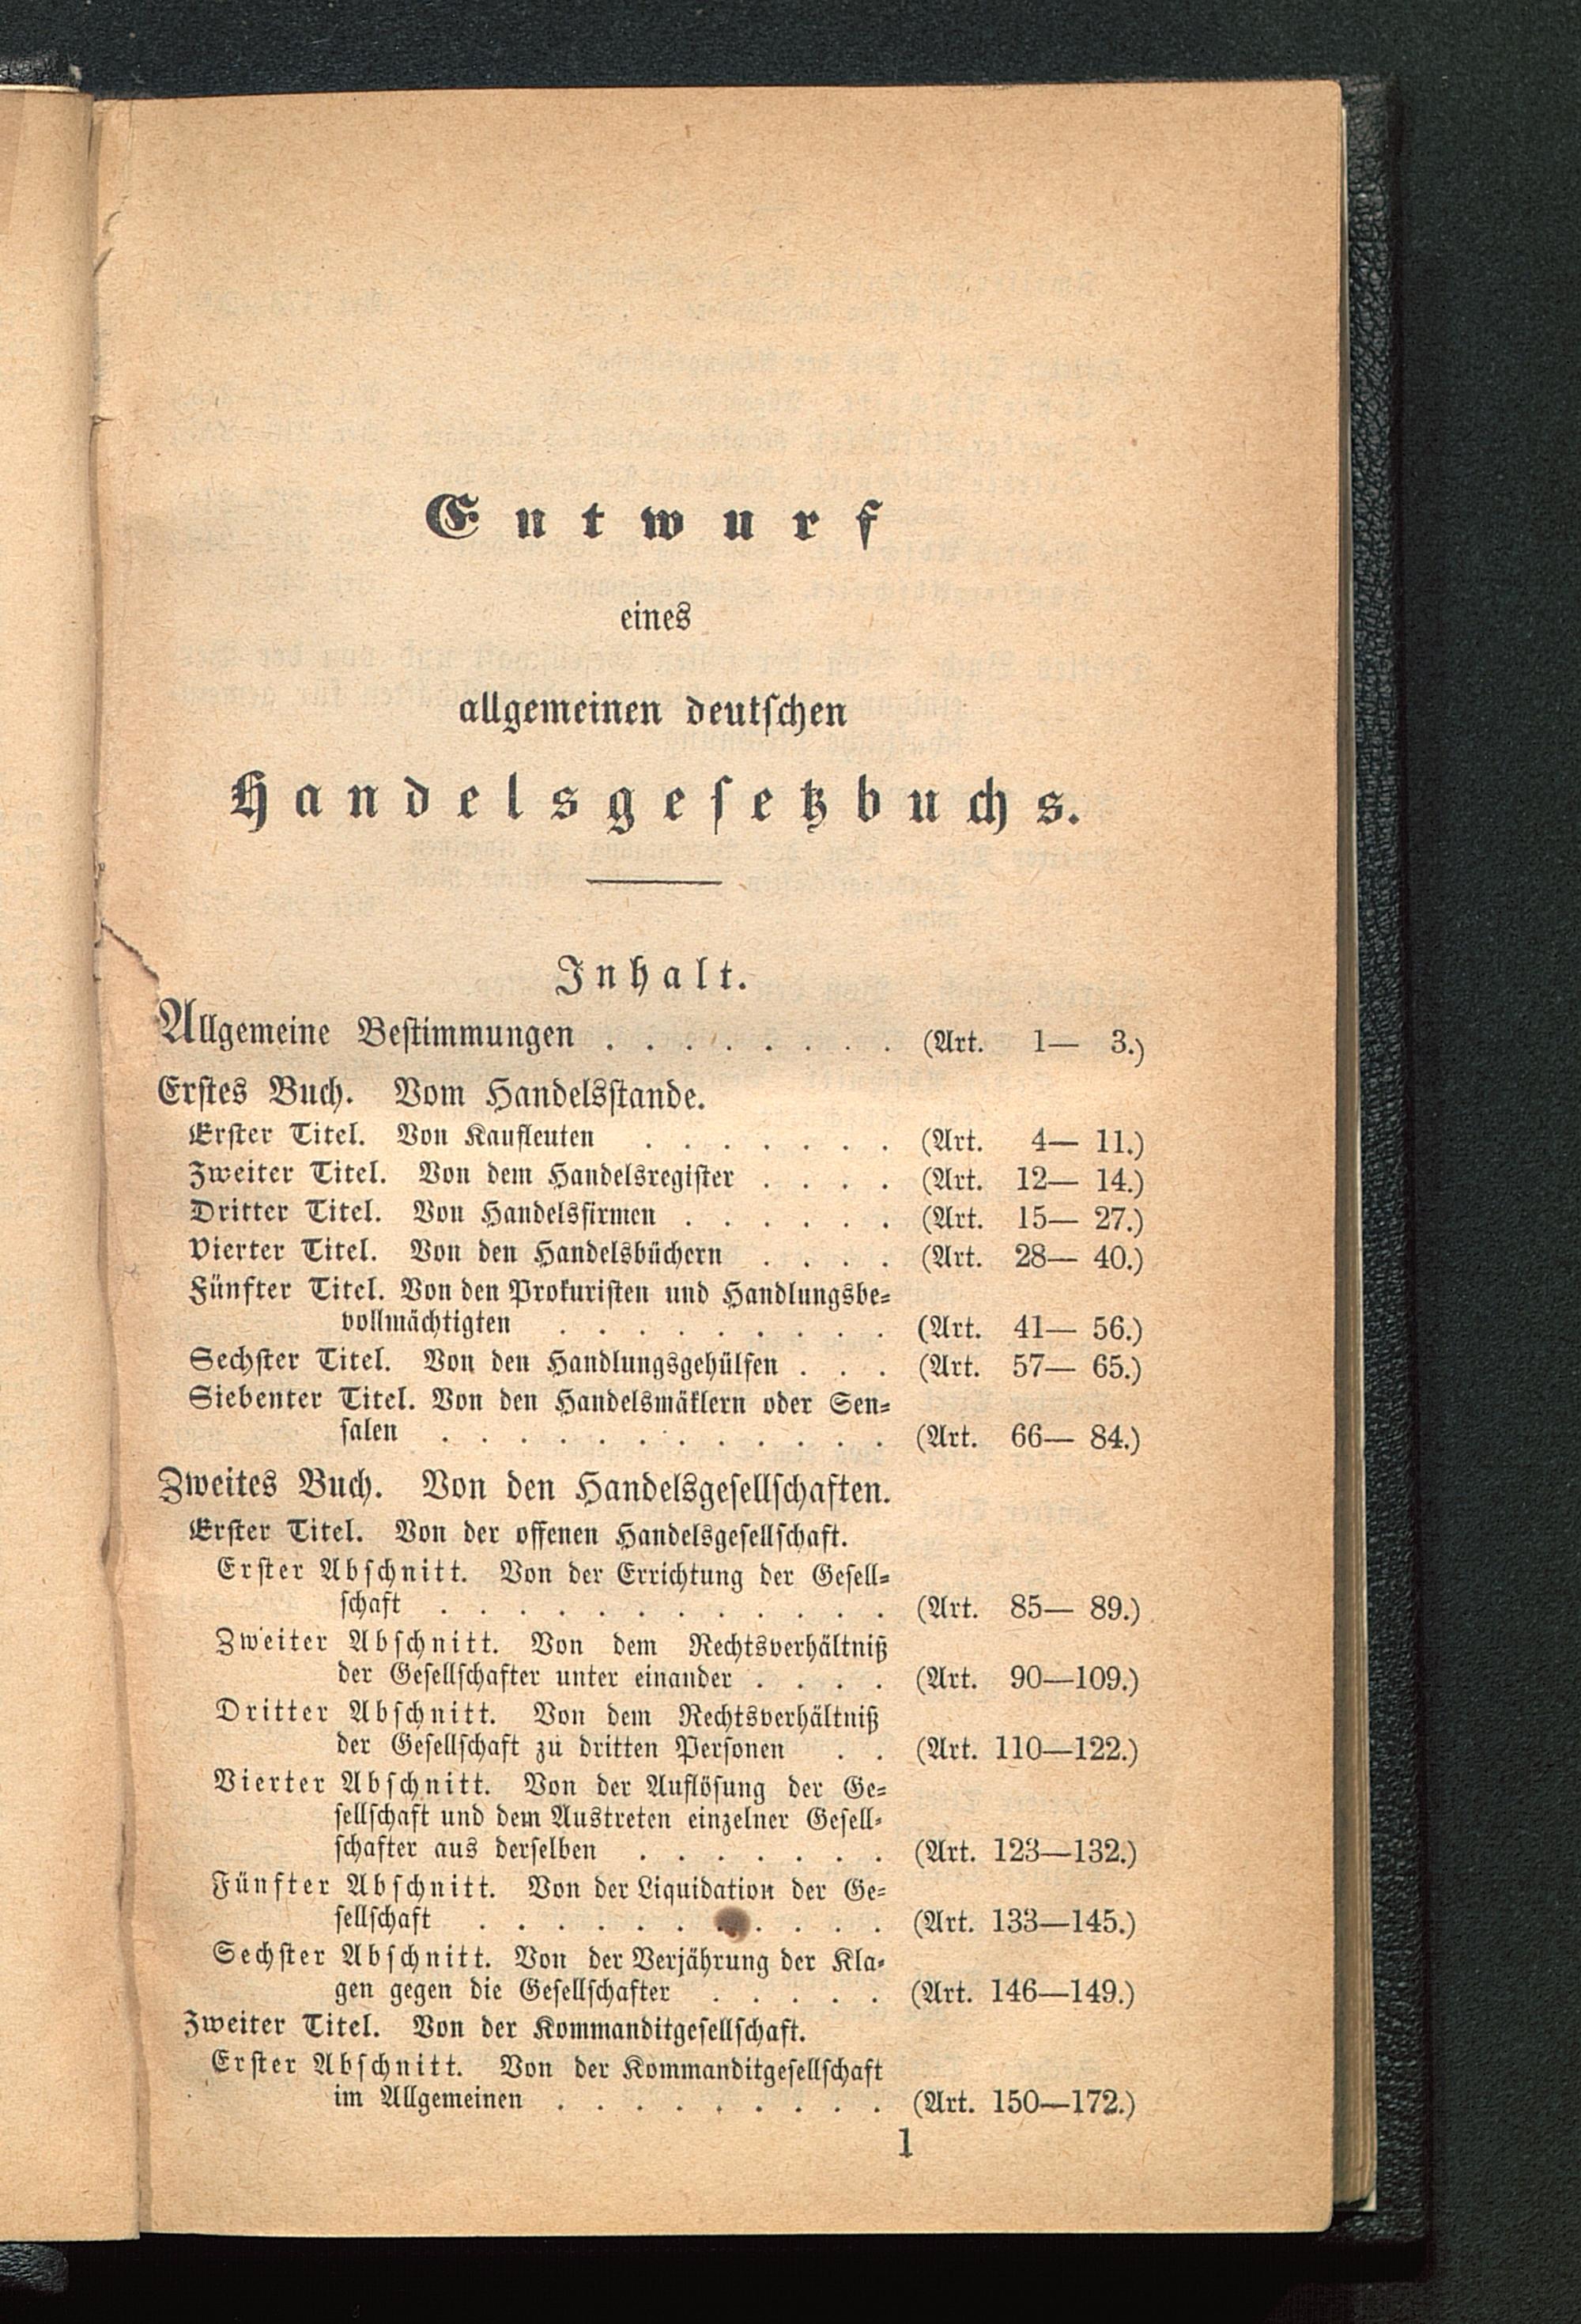 Entwurf
eines
allgemeinen deutschen
Handelsgesetzbuchs.
Inhalt.
Allgemeine Bestimmungen . . . . . . . . (Art. 1— 3.)
Erstes Buch. Vom Handelsstande.
Erster Titel. Von Kaufleuten . . . . . . . (Art. 4— 11.)
Zweiter Titel. Von dem Handelsregister . . . . (Art. 12— 14.)
Dritter Titel. Von Handelsfirmen . . . . . . (Art. 15— 27.)
Vierter Titel. Von den Handelsbüchern . . . . (Art. 28— 40.)
Fünfter Titel. Von den Prokuristen und Handlungsbe-
vollmächtigten . . . . . . . . . (Art. 41— 56.)
Sechster Titel. Von den Handlungsgehülfen . . . (Art. 57— 65.)
Siebenter Titel. Von den Handelsmäklern oder Sen-
salen . . . . . . . . . . . . (Art. 66— 84.)
Zweites Buch. Von den Handelsgesellschaften.
Erster Titel. Von der offenen Handelsgesellschaft.
Erster Abschnitt. Von der Errichtung der Gesell-
schaft . . . . . . . . . . . . (Art. 85— 89.)
Zweiter Abschnitt. Von dem Rechtsverhältniß
der Gesellschafter unter einander . . . . (Art. 90—109.)
Dritter Abschnitt. Von dem Rechtsverhältniß
der Gesellschaft zu dritten Personen . . (Art. 110—122.)
Vierter Abschnitt. Von der Auflösung der Ge-
sellschaft und dem Austreten einzelner Gesell-
schafter aus derselben . . . . . . . (Art. 123—132.)
Fünfter Abschnitt. Von der Liquidation der Ge-
sellschaft . . . . . . . . . . . (Art. 133—145.)
Sechster Abschnitt. Von der Verjährung der Kla-
gen gegen die Gesellschafter . . . . . (Art. 146—149.)
Zweiter Titel. Von der Kommanditgesellschaft.
Erster Abschnitt. Von der Kommanditgesellschaft
im Allgemeinen . . . . . . . . . (Art. 150—172.)
1